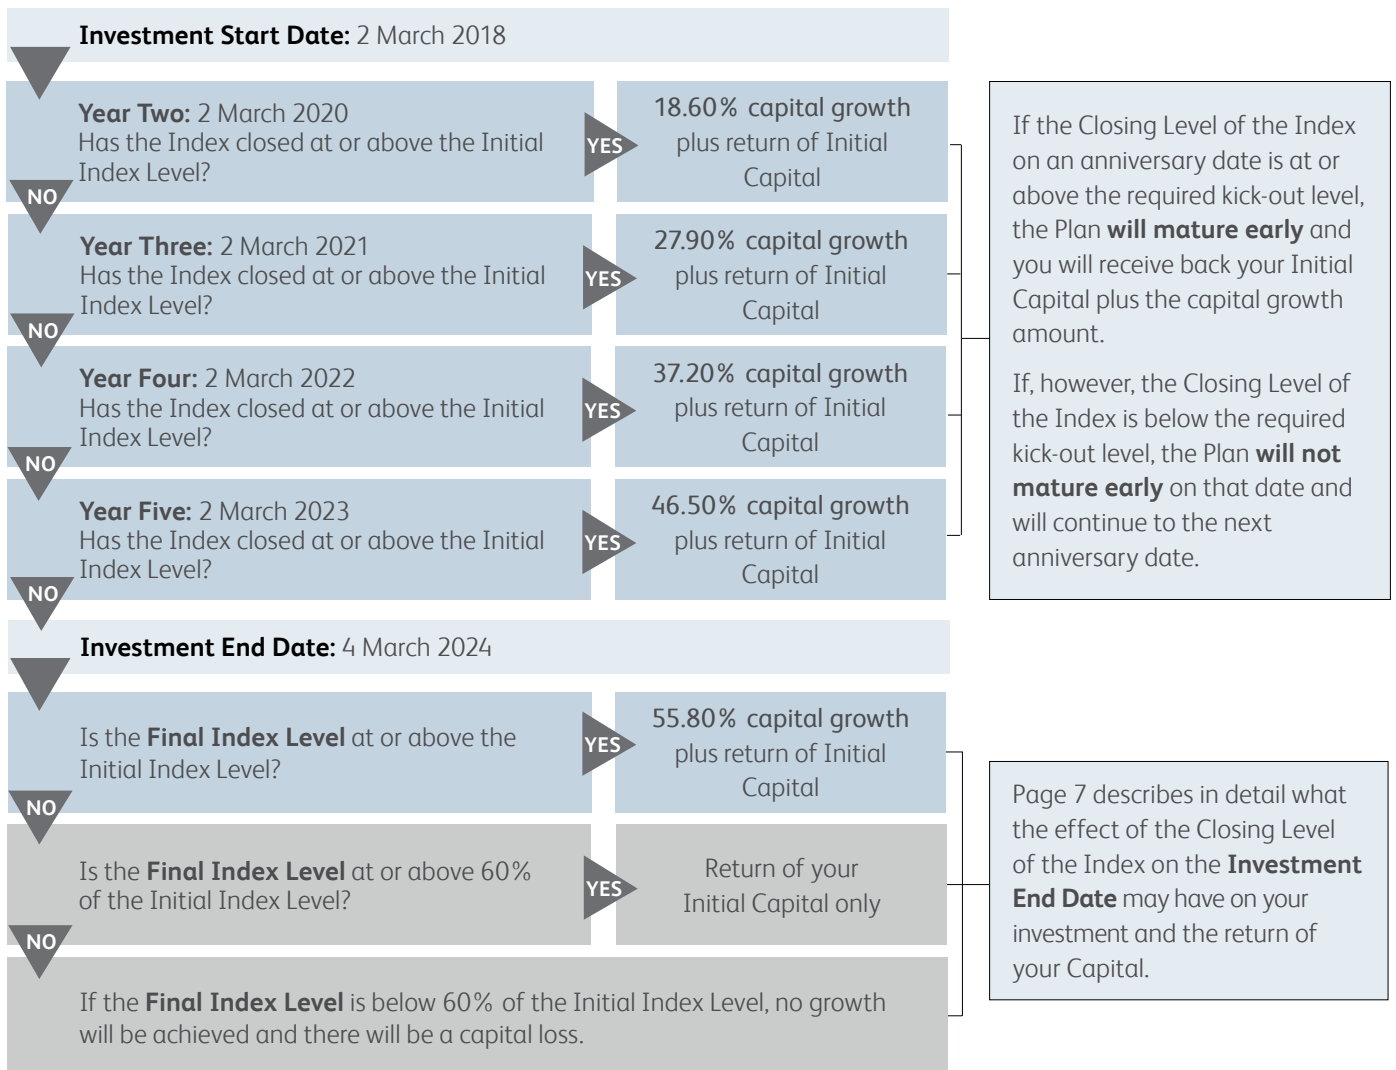 Investment Start Date: 2 March 2018
Year Two: 2 March 2020
Has the Index closed at or above the Initial
Index Level?
YES
18.60% capital growth
plus return of Initial
Capital
NO
Year Three: 2 March 2021
Has the Index closed at or above the Initial
Index Level?
YES
27.90% capital growth
plus return of Initial
Capital
NO
Year Four: 2 March 2022
Has the Index closed at or above the Initial
Index Level?
YES
37.20% capital growth
plus return of Initial
Capital
NO
Year Five: 2 March 2023
Has the Index closed at or above the Initial
Index Level?
YES
46.50% capital growth
plus return of Initial
Capital
NO
If the Closing Level of the Index
on an anniversary date is at or
above the required kick-out level,
the Plan will mature early and
you will receive back your Initial
Capital plus the capital growth
amount.
If, however, the Closing Level of
the Index is below the required
kick-out level, the Plan will not
mature early on that date and
will continue to the next
anniversary date.
Investment End Date: 4 March 2024
Is the Final Index Level at or above the
Initial Index Level?
YES
55.80% capital growth
plus return of Initial
Capital
NO
Is the Final Index Level at or above 60%
of the Initial Index Level?
YES
Return of your
Initial Capital only
NO
If the Final Index Level is below 60% of the Initial Index Level, no growth
will be achieved and there will be a capital loss.
Page 7 describes in detail what
the effect of the Closing Level
of the Index on the Investment
End Date may have on your
investment and the return of
your Capital.